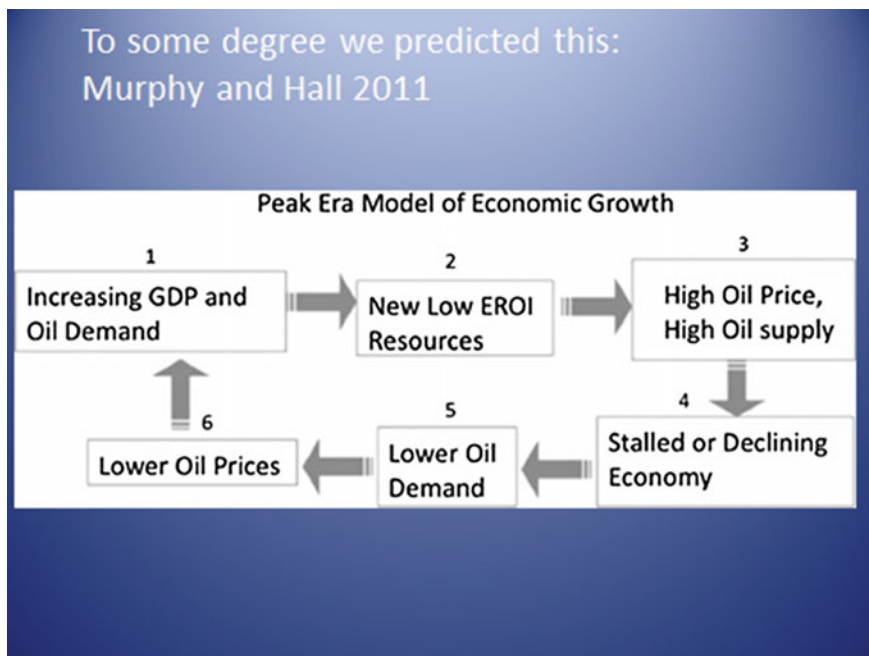 To some degree we predicted this:
Murphy and Hall 2011
Peak Era Model of Economic Growth
1
Increasing GDP and
Oil Demand
2
New Low EROI
Resources
3
High Oil Price,
High Oil supply
4
Stalled or Declining
Economy
5
Lower Oil
Demand
6
Lower Oil Prices